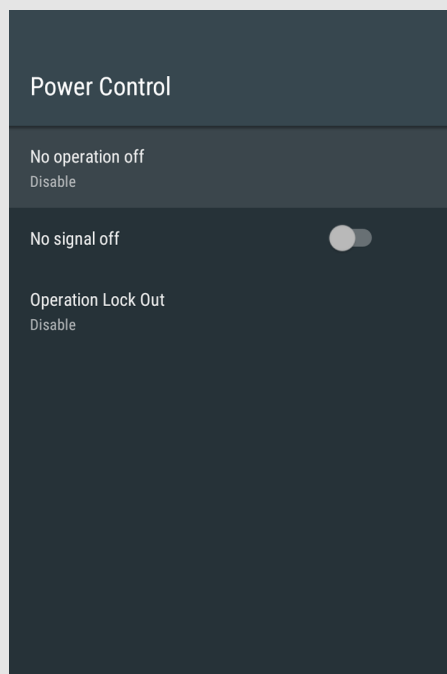 Power Control
No operation off
Disable
No signal off
Operation Lock Out
Disable